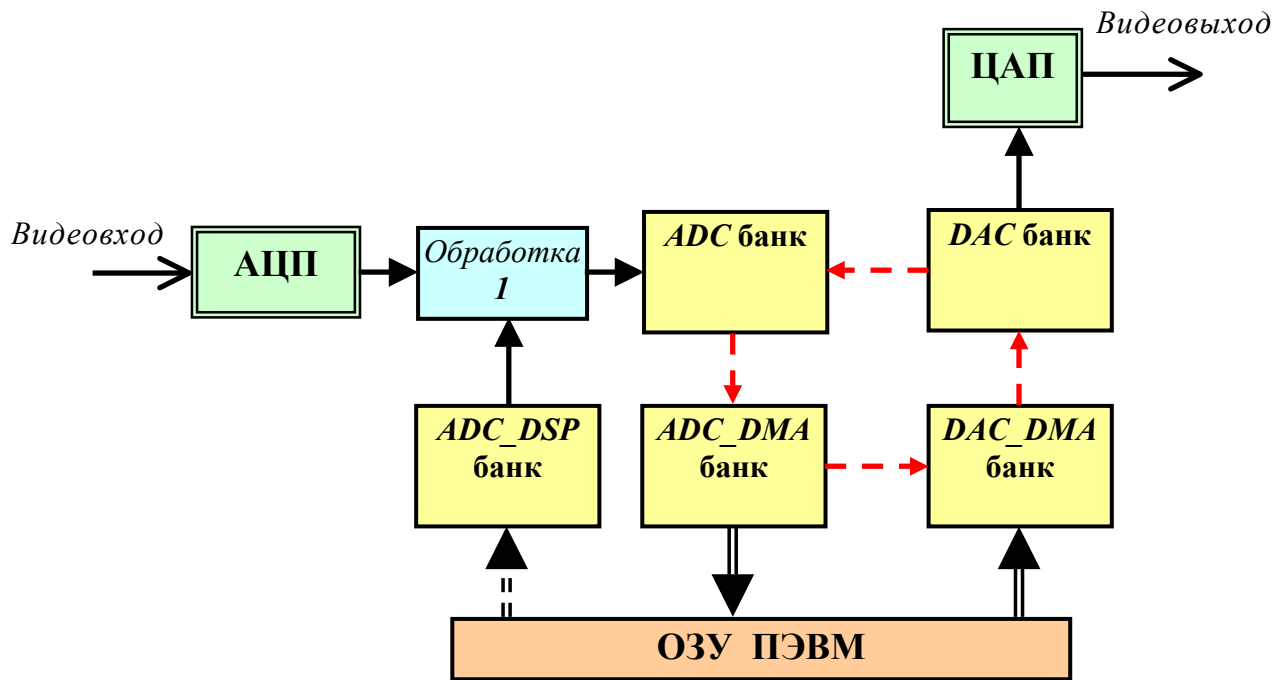 Видеовыход
ЦАП
Видеовход
АЦП
Обработка
1
ADC банк
DAC банк
ADC_DSP
банк
ADC_DMA
банк
DAC_DMA
банк
ОЗУ ПЭВМ